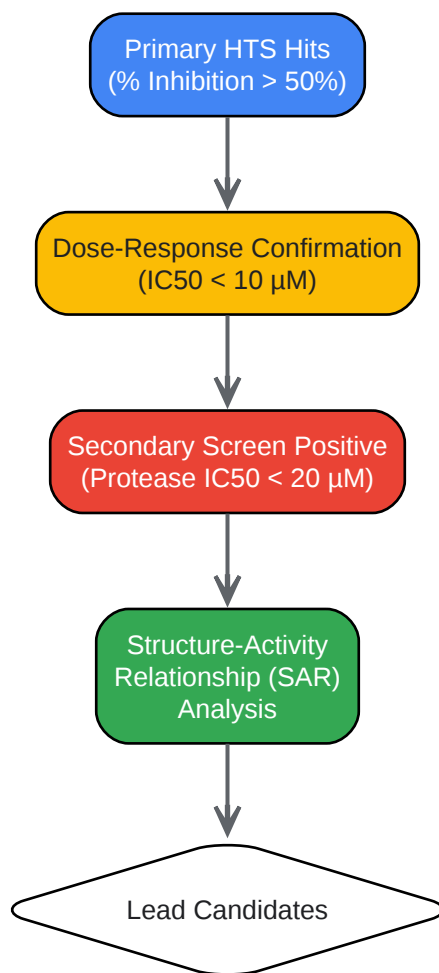 Primary HTS Hits
(% Inhibition > 50%)
Dose-Response Confirmation
(IC50 < 10 µM)
Secondary Screen Positive
(Protease IC50 < 20 µM)
Structure-Activity
Relationship (SAR)
Analysis
Lead Candidates